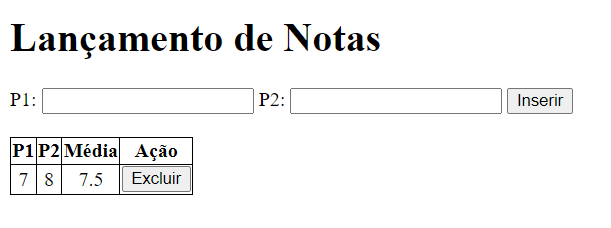 Lançamento de Notas
P1: P2: Inserir
P1 P2 Média Ação
7 8 7.5 Excluir